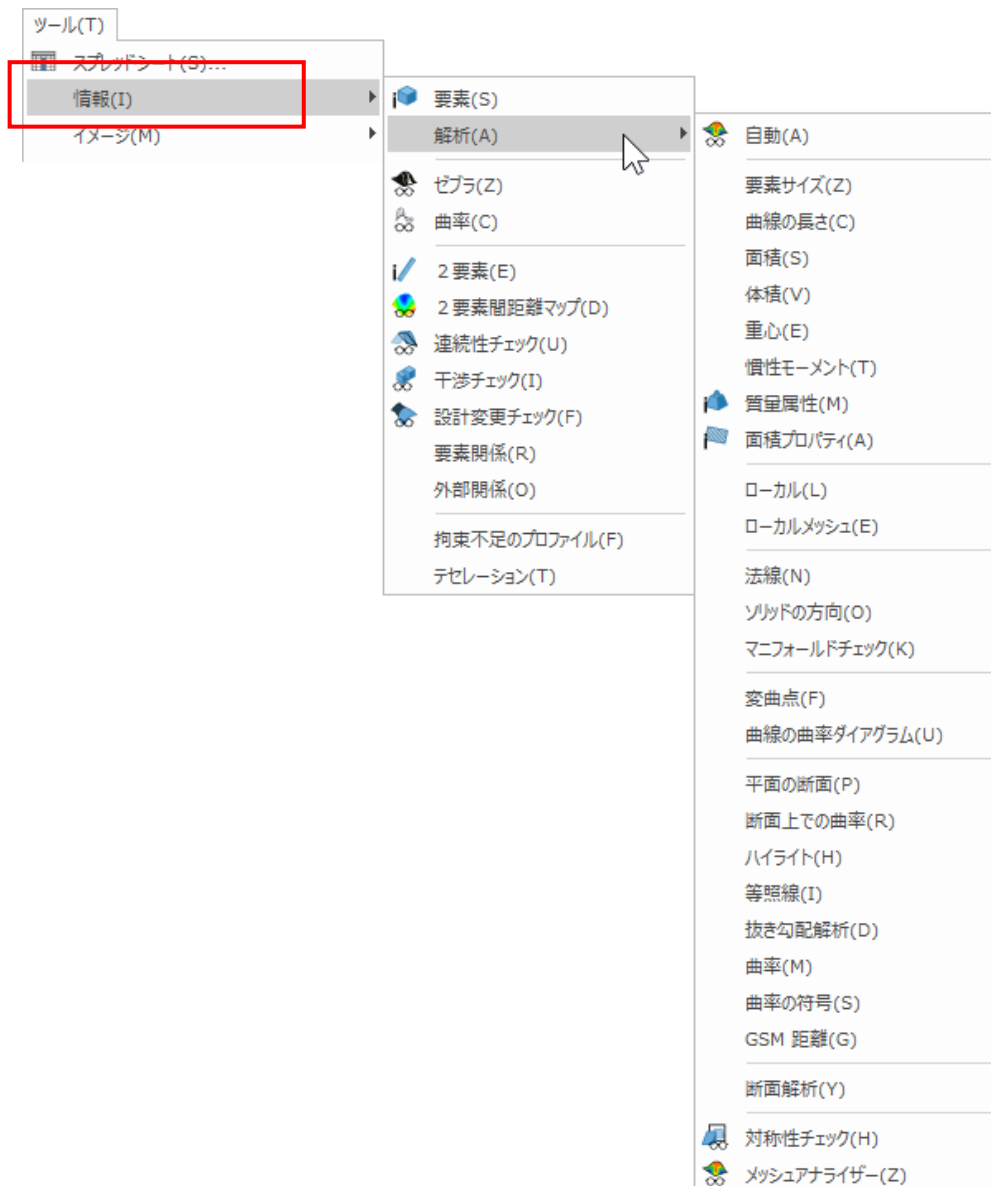 ツール(T)
スプレッドシート(S)...
情報(I)
イメージ(M)
要素(S)
解析(A)
ゼブラ(Z)
曲率(C)
２要素(E)
２要素間距離マップ(D)
連続性チェック(U)
干渉チェック(I)
設計変更チェック(F)
要素関係(R)
外部関係(O)
拘束不足のプロファイル(F)
テセレーション(T)
自動(A)
要素サイズ(Z)
曲線の長さ(C)
面積(S)
体積(V)
重心(E)
慣性モーメント(T)
質量属性(M)
面積プロパティ(A)
ローカル(L)
ローカルメッシュ(E)
法線(N)
ソリッドの方向(O)
マニフォールドチェック(K)
変曲点(F)
曲線の曲率ダイアグラム(U)
平面の断面(P)
断面上での曲率(R)
ハイライト(H)
等照線(I)
抜き勾配解析(D)
曲率(M)
曲率の符号(S)
GSM 距離(G)
断面解析(Y)
対称性チェック(H)
メッシュアナライザー(Z)